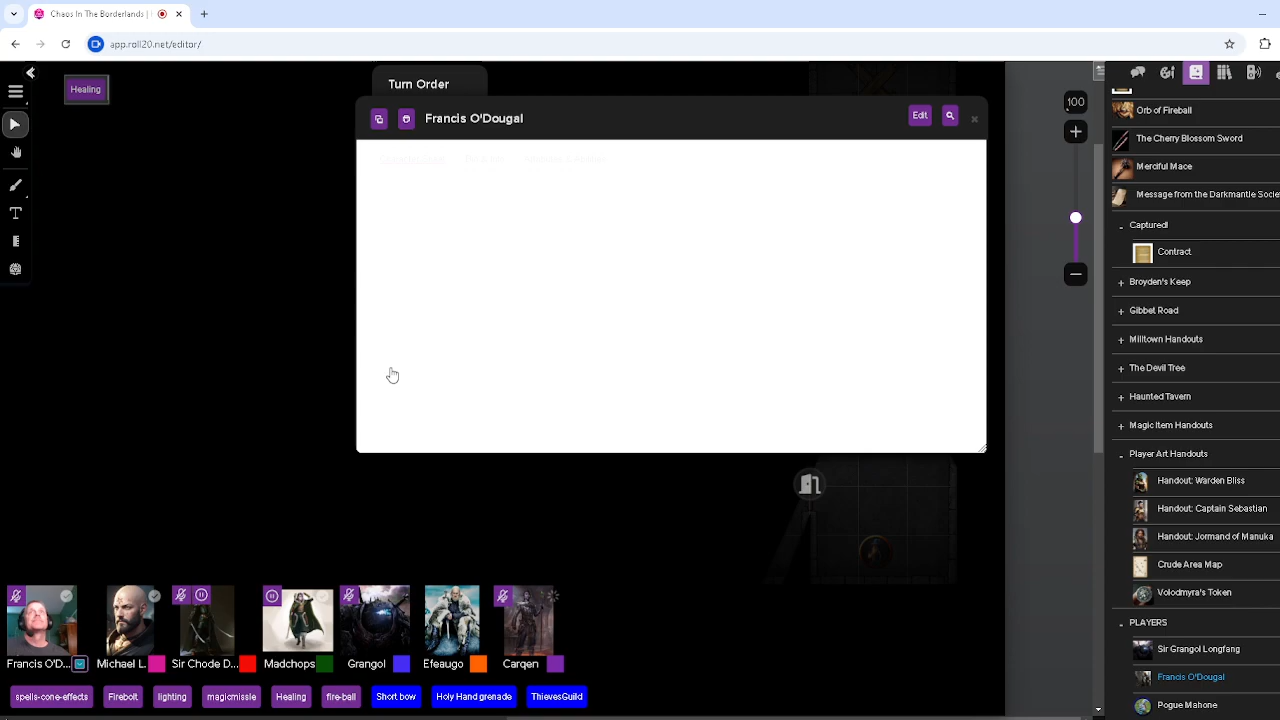 Chaos In The Borderlands |
app.roll20.net/editor/
Healing
Turn Order
Francis O'Dougal
Edit
100
Orb of Fireball
The Cherry Blossom Sword
Merciful Mace
Message from the Darkmantle Socie
Captured!
Contract
Broyden's Keep
Gibbet Road
Milltown Handouts
The Devil Tree
Haunted Tavern
Magic Item Handouts
Player Art Handouts
Handout: Warden Bliss
Handout: Captain Sebastian
Handout: Jormand of Manuka
Crude Area Map
Volodmyra's Token
PLAYERS
Sir Grangol Longfang
Francis O'Dougal
Pogue Mahone
Francis O'D...
Michael L.
Sir Chode D...
Madchops
Grangol
Efeaugo
Carqen
spells-cone-effects
Firebolt
lighting
magicmissle
Healing
fire-ball
Short bow
Holy Hand grenade
ThievesGuild